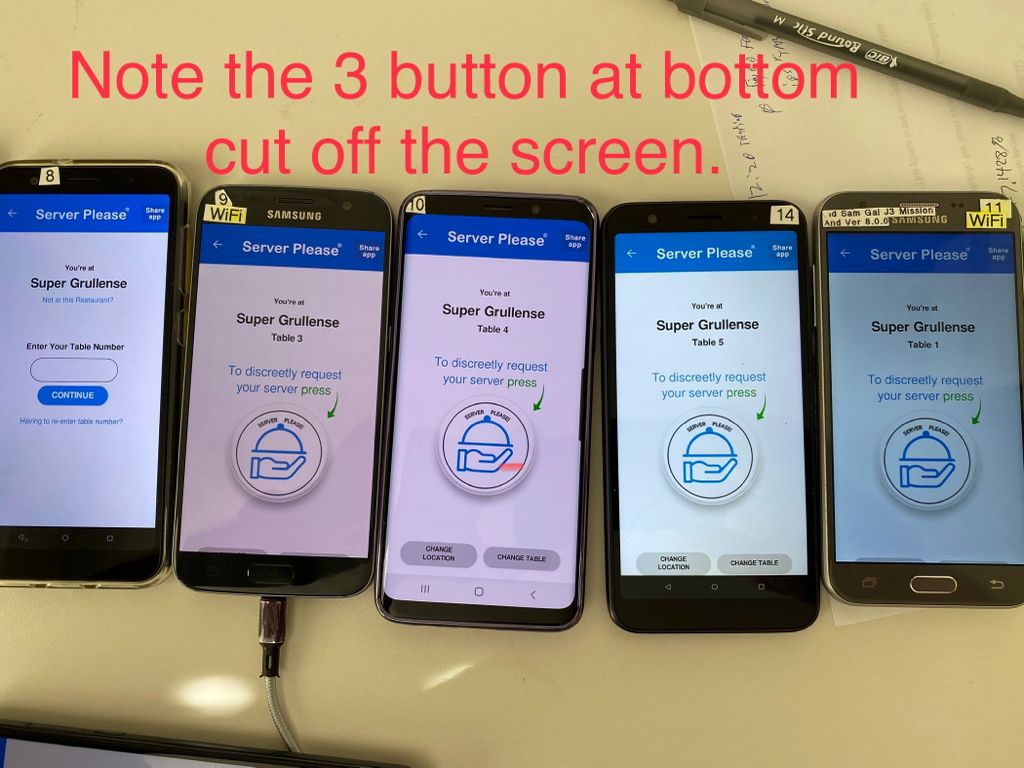 Note the 3 button at bottom
cut off the screen.
BIC Round Stic M
8
←
Server Please®
Share
app
You're at
Super Grullense
Not at this Restaurant?
Enter Your Table Number
CONTINUE
Having to re-enter table number?
9
WiFi
SAMSUNG
←
Server Please®
Share
app
You're at
Super Grullense
Table 3
To discreetly request
your server press
SERVER PLEASE!
10
←
Server Please®
Share
app
You're at
Super Grullense
Table 4
To discreetly request
your server press
SERVER PLEASE!
CHANGE
LOCATION
CHANGE TABLE
14
←
Server Please®
Share
app
You're at
Super Grullense
Table 5
To discreetly request
your server press
SERVER PLEASE!
CHANGE
LOCATION
CHANGE TABLE
11
WiFi
id Sam Gal J3 Mission
And Ver 8.0.0
SAMSUNG
←
Server Please®
Share
app
You're at
Super Grullense
Table 1
To discreetly request
your server press
SERVER PLEASE!